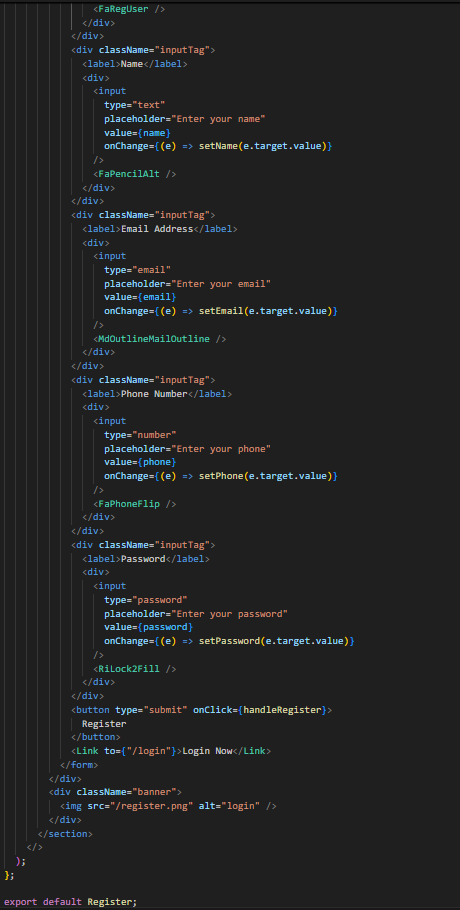 <FaRegUser />
</div>
</div>
<div className="inputTag">
<label>Name</label>
<div>
<input
type="text"
placeholder="Enter your name"
value={name}
onChange={(e) => setName(e.target.value)}
/>
<FaPencilAlt />
</div>
</div>
<div className="inputTag">
<label>Email Address</label>
<div>
<input
type="email"
placeholder="Enter your email"
value={email}
onChange={(e) => setEmail(e.target.value)}
/>
<MdOutlineMailOutline />
</div>
</div>
<div className="inputTag">
<label>Phone Number</label>
<div>
<input
type="number"
placeholder="Enter your phone"
value={phone}
onChange={(e) => setPhone(e.target.value)}
/>
<FaPhoneFlip />
</div>
</div>
<div className="inputTag">
<label>Password</label>
<div>
<input
type="password"
placeholder="Enter your password"
value={password}
onChange={(e) => setPassword(e.target.value)}
/>
<RiLock2Fill />
</div>
</div>
<button type="submit" onClick={handleRegister}>
Register
</button>
<Link to={"/login"}>Login Now</Link>
</form>
</div>
<div className="banner">
<img src="/register.png" alt="login" />
</div>
</section>
</>
);
};
export default Register;